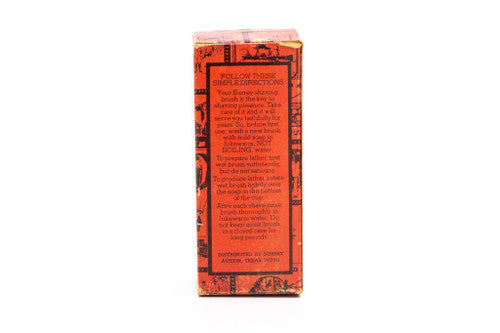 FOLLOW THESE
SIMPLE DIRECTIONS
Your Surrey shaving
brush is the key to
shaving pleasure. Take
care of it and it will
serve you faithfully for
years. So, before first
use, wash a new brush
with mild soap in
lukewarm, NOT
BOILING, water.
To prepare lather, first
wet brush sufficiently,
but do not saturate.
To produce lather, rotate
wet brush lightly over
the soap in the bottom
of the cup.
After each shave rinse
brush thoroughly in
lukewarm water. Do
not keep moist brush
in a closed case for
long periods.
DISTRIBUTED BY SURREY
AUSTIN, TEXAS